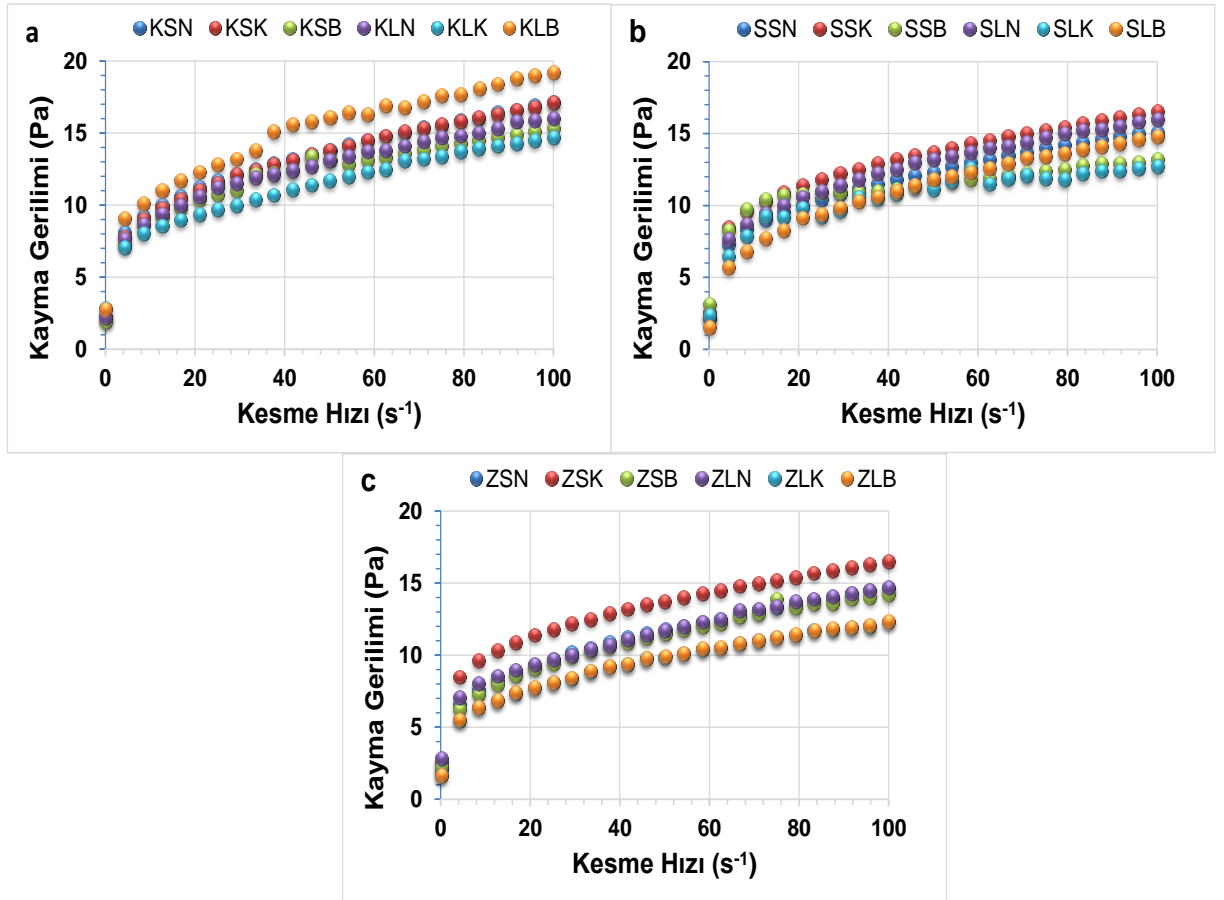 a
KSN KSK KSB KLN KLK KLB
20
15
10
5
0
0 20 40 60 80 100
Kayma Gerilimi (Pa)
Kesme Hızı (s⁻¹)
b
SSN SSK SSB SLN SLK SLB
20
15
10
5
0
0 20 40 60 80 100
Kayma Gerilimi (Pa)
Kesme Hızı (s⁻¹)
c
ZSN ZSK ZSB ZLN ZLK ZLB
20
15
10
5
0
0 20 40 60 80 100
Kayma Gerilimi (Pa)
Kesme Hızı (s⁻¹)